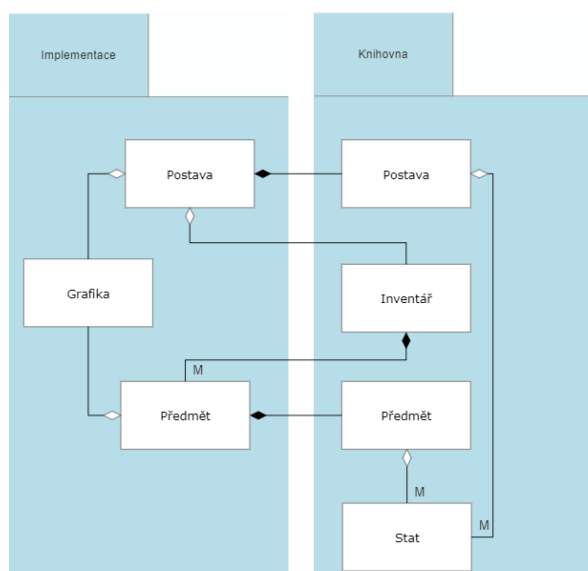 Implementace
Knihovna
Postava
Postava
Grafika
Inventář
M
Předmět
Předmět
M
M
Stat